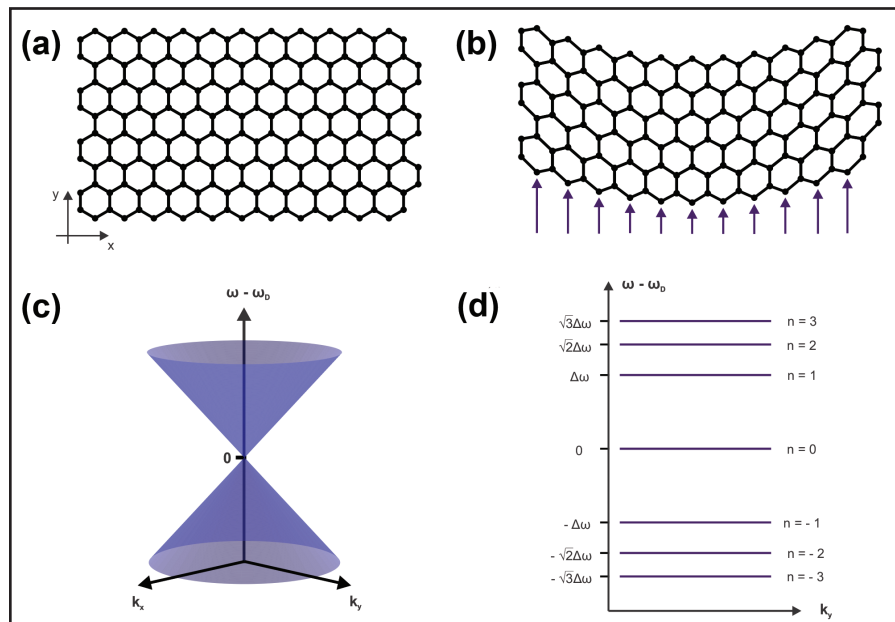 (a)
y
x
(b)
(c)
ω - ω_D
0
k_x
k_y
(d)
ω - ω_D
√3Δω
n = 3
√2Δω
n = 2
Δω
n = 1
0
n = 0
- Δω
n = - 1
- √2Δω
n = - 2
- √3Δω
n = - 3
k_y